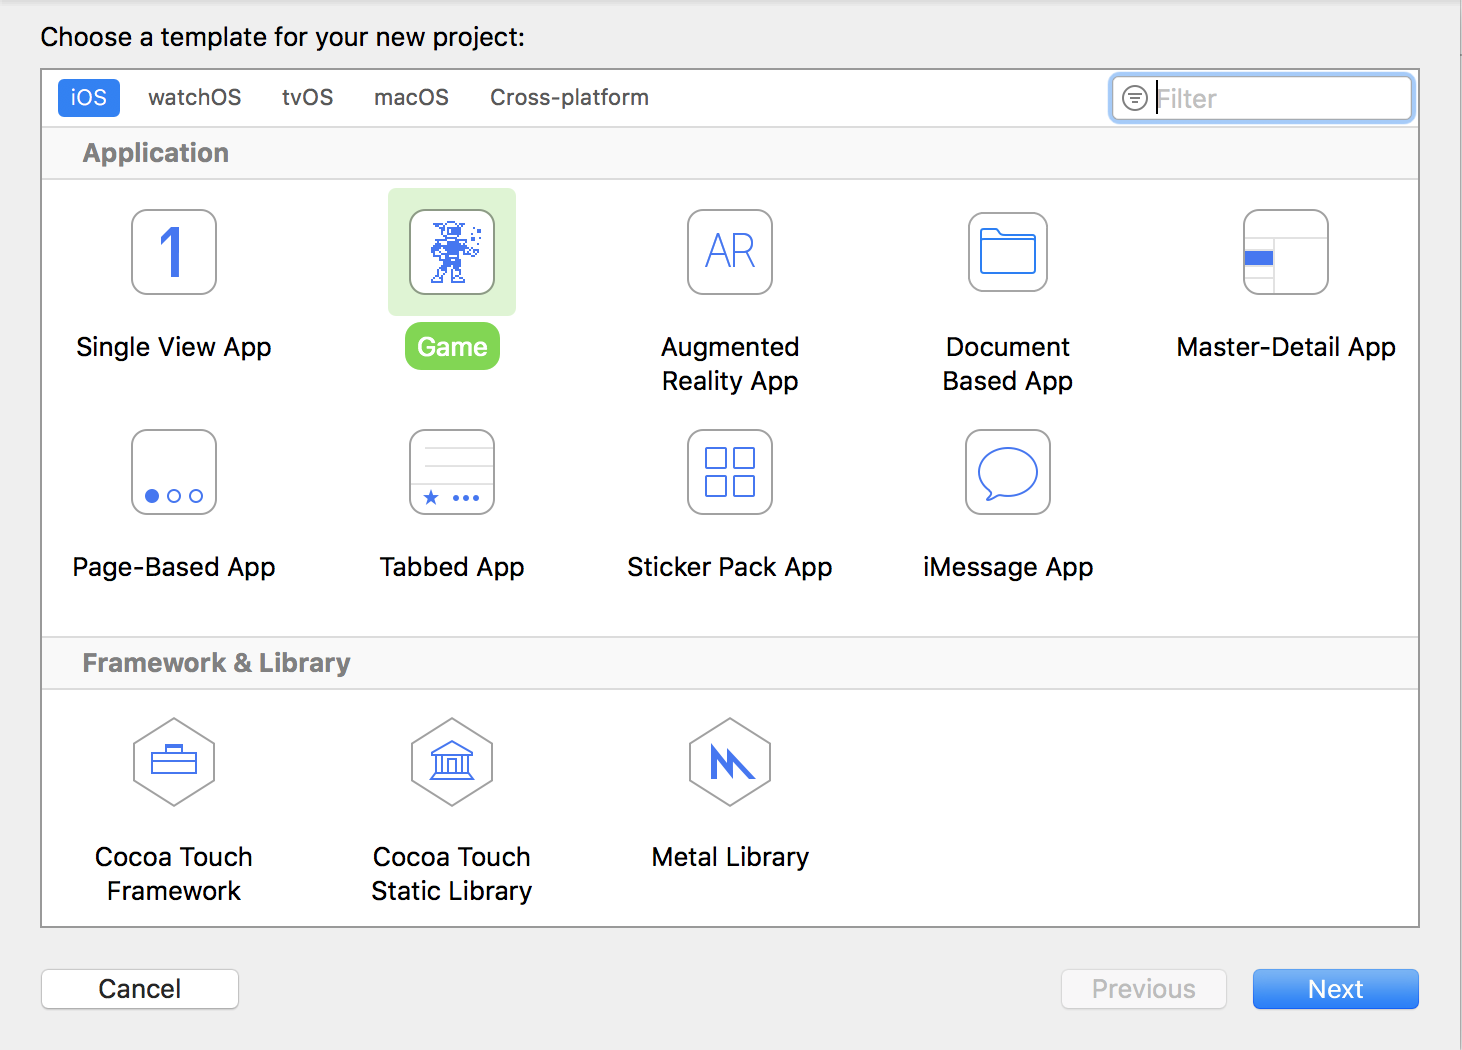 Choose a template for your new project:
iOS watchOS tvOS macOS Cross-platform Filter
Application
1 AR
Single View App Game Augmented Document Master-Detail App
Reality App Based App
Page-Based App Tabbed App Sticker Pack App iMessage App
Framework & Library
Cocoa Touch Cocoa Touch Metal Library
Framework Static Library
Cancel Previous Next